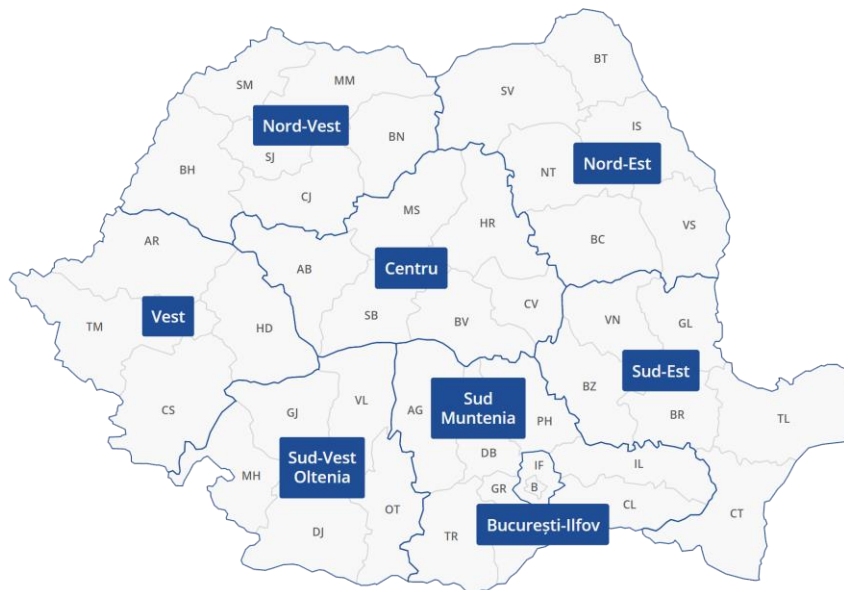 BT
MM
SM
SV
Nord-Vest
IS
BN
Nord-Est
SJ
BH
NT
CJ
MS
HR
VS
BC
AR
AB
Centru
CV
Vest
SB
BV
VN
GL
TM
HD
Sud-Est
BZ
Sud
Muntenia
VL
CS
GJ
AG
PH
BR
TL
Sud-Vest
Oltenia
DB
IF
IL
MH
GR
B
OT
CL
CT
București-Ilfov
DJ
TR